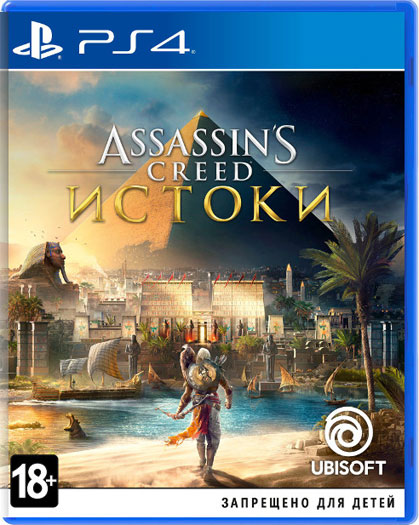 PS4
ASSASSIN'S
CREED
ИСТОКИ
UBISOFT
18+
ЗАПРЕЩЕНО ДЛЯ ДЕТЕЙ